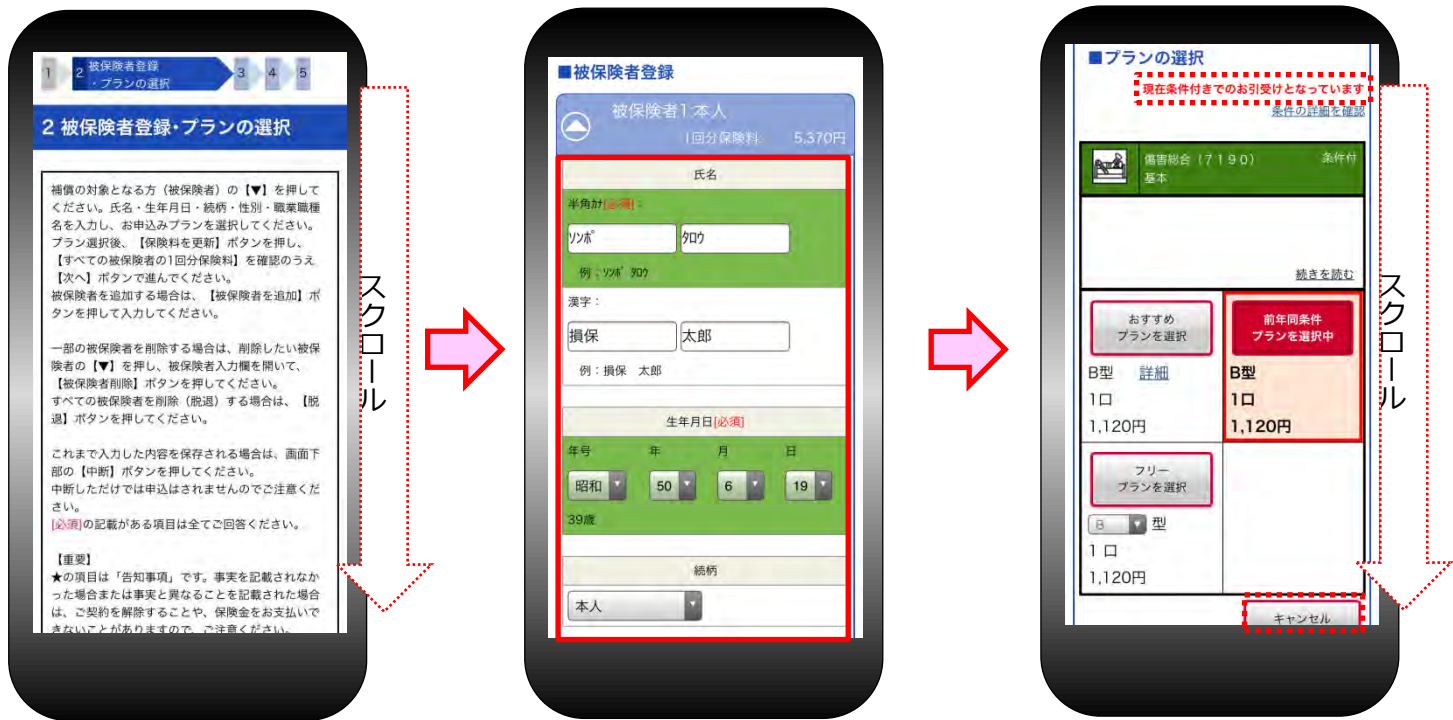 1
2 被保険者登録
・プランの選択
3
4
5
2 被保険者登録・プランの選択
補償の対象となる方（被保険者）の【▼】を押して
ください。氏名・生年月日・続柄・性別・職業職種
名を入力し、お申込みプランを選択してください。
プラン選択後、【保険料を更新】ボタンを押し、
【すべての被保険者の1回分保険料】を確認のうえ
【次へ】ボタンで進んでください。
被保険者を追加する場合は、【被保険者を追加】ボ
タンを押して入力してください。
一部の被保険者を削除する場合は、削除したい被保
険者の【▼】を押し、被保険者入力欄を開いて、
【被保険者削除】ボタンを押してください。
すべての被保険者を削除（脱退）する場合は、【脱
退】ボタンを押してください。
これまで入力した内容を保存される場合は、画面下
部の【中断】ボタンを押してください。
中断しただけでは申込はされませんのでご注意くだ
さい。
[必須]の記載がある項目は全てご回答ください。
【重要】
★の項目は「告知事項」です。事実を記載されなか
った場合または事実と異なることを記載された場合
は、ご契約を解除することや、保険金をお支払いで
きないことがありますので、ご注意ください。
スクロール
■被保険者登録
被保険者1:本人
1回分保険料: 5,370円
氏名
半角カナ[必須]：
ｿﾝﾎﾟ ﾀﾛｳ
例：ｿﾝﾎﾟ ﾀﾛｳ
漢字：
損保 太郎
例：損保 太郎
生年月日[必須]
年号 年 月 日
昭和 50 6 19
39歳
続柄
本人
■プランの選択
現在条件付きでのお引受けとなっています
条件の詳細を確認
傷害総合（7190） 条件付
基本
続きを読む
おすすめ
プランを選択
B型 詳細
1口
1,120円
前年同条件
プランを選択中
B型
1口
1,120円
フリー
プランを選択
B 型
1口
1,120円
キャンセル
スクロール